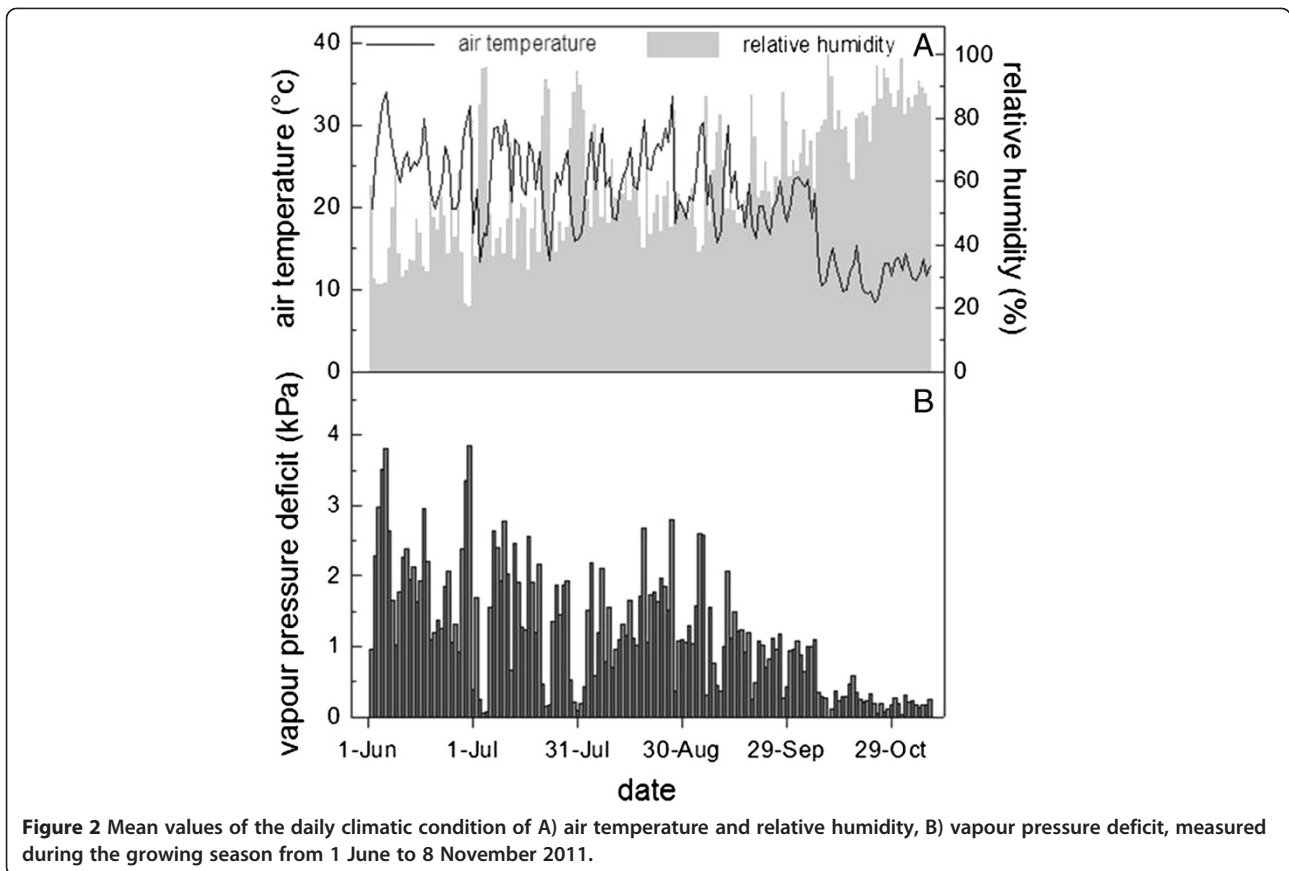 air temperature relative humidity A
40
30
20
10
0
air temperature (°c)
100
80
60
40
20
0
relative humidity (%)
B
4
3
2
1
0
vapour pressure deficit (kPa)
1-Jun 1-Jul 31-Jul 30-Aug 29-Sep 29-Oct
date
Figure 2 Mean values of the daily climatic condition of A) air temperature and relative humidity, B) vapour pressure deficit, measured
during the growing season from 1 June to 8 November 2011.